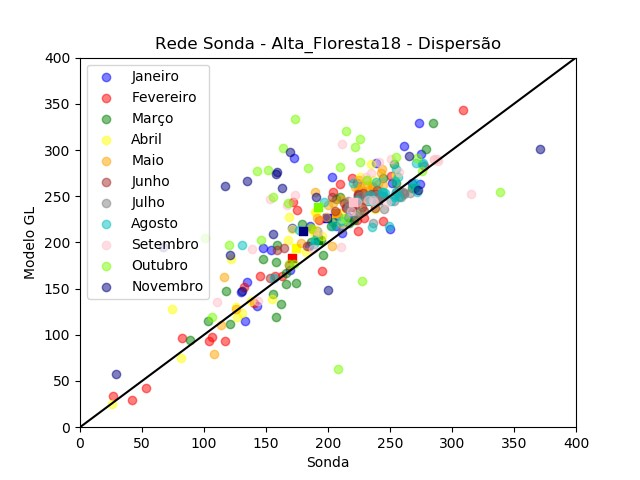 Rede Sonda - Alta_Floresta18 - Dispersão
400
350
300
250
200
150
100
50
0
Modelo GL
Janeiro
Fevereiro
Março
Abril
Maio
Junho
Julho
Agosto
Setembro
Outubro
Novembro
0 50 100 150 200 250 300 350 400
Sonda